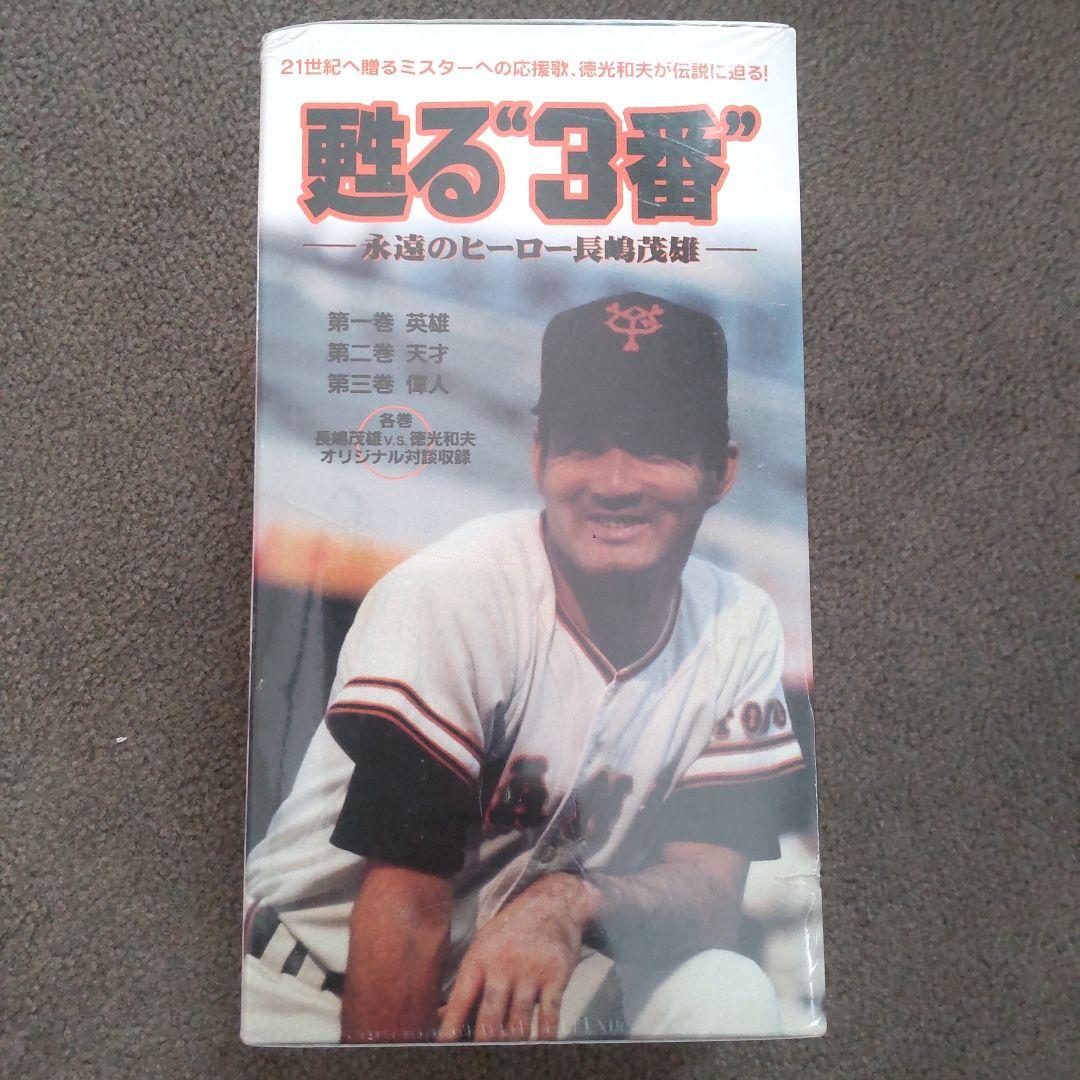 21世紀へ贈るミスターへの応援歌、徳光和夫が伝説に迫る!
甦る“3番”
永遠のヒーロー長嶋茂雄
第一巻 英雄
第二巻 天才
第三巻 偉人
各巻
長嶋茂雄v.s.徳光和夫
オリジナル対談収録